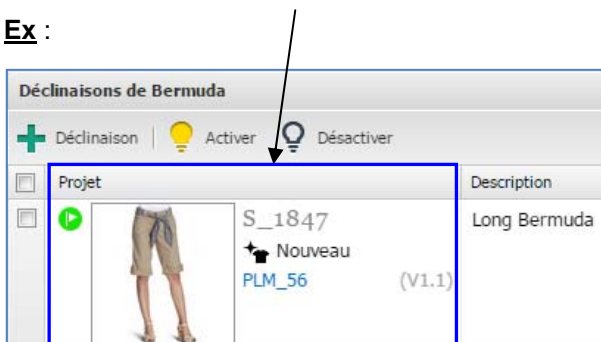 Ex :
Déclinaisons de Bermuda
Déclinaison | Activer Désactiver
Projet Description
S_1847 Long Bermuda
Nouveau
PLM_56 (V1.1)